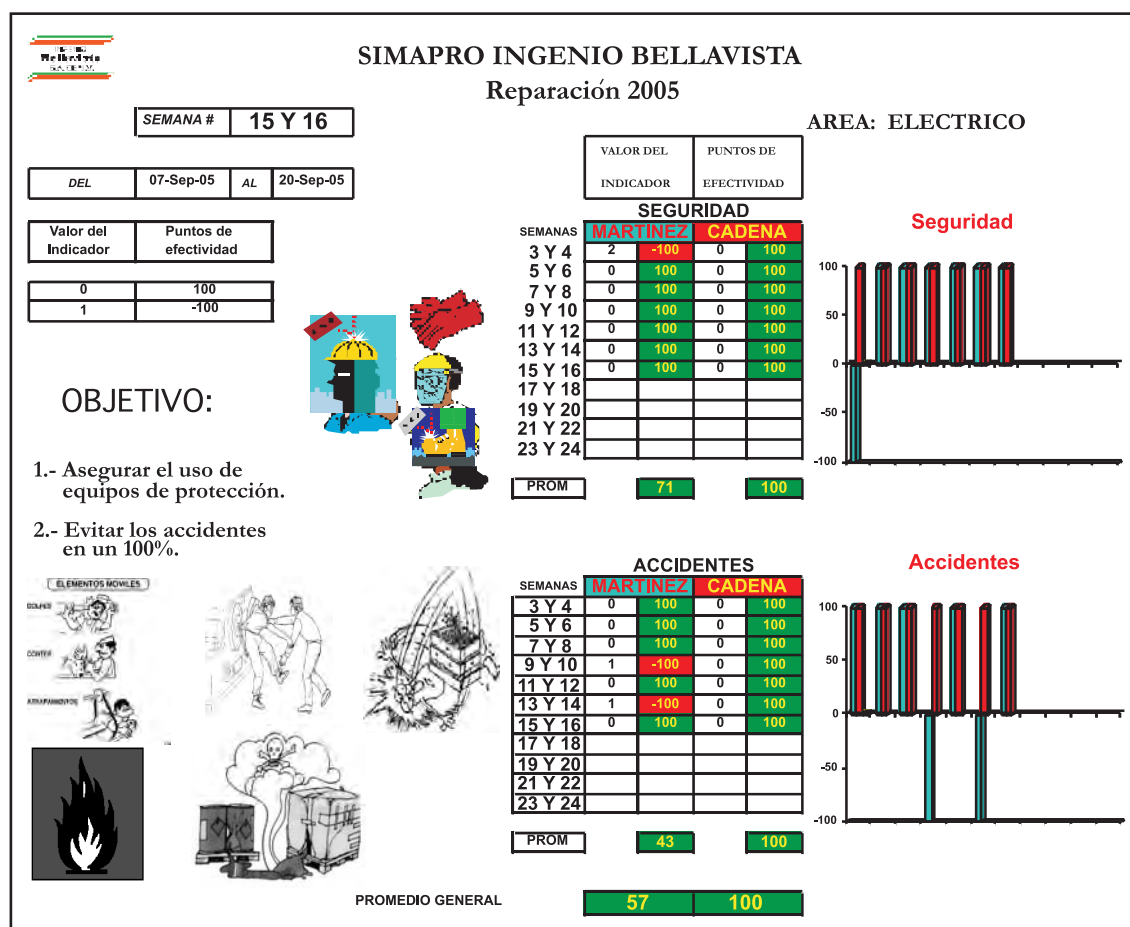 Bellavista
SIMAPRO INGENIO BELLAVISTA
Reparación 2005
SEMANA # 15 Y 16
AREA: ELECTRICO
DEL 07-Sep-05 AL 20-Sep-05
VALOR DEL INDICADOR PUNTOS DE EFECTIVIDAD
Valor del Indicador Puntos de efectividad
0 100
1 -100
OBJETIVO:
1.- Asegurar el uso de
equipos de protección.
2.- Evitar los accidentes
en un 100%.
ELEMENTOS MOVILES
GOLPES
CORTES
ATRAPAMIENTOS
SEGURIDAD
SEMANAS MARTINEZ CADENA
3 Y 4 2 -100 0 100
5 Y 6 0 100 0 100
7 Y 8 0 100 0 100
9 Y 10 0 100 0 100
11 Y 12 0 100 0 100
13 Y 14 0 100 0 100
15 Y 16 0 100 0 100
17 Y 18
19 Y 20
21 Y 22
23 Y 24
PROM 71 100
Seguridad
100
50
0
-50
-100
ACCIDENTES
SEMANAS MARTINEZ CADENA
3 Y 4 0 100 0 100
5 Y 6 0 100 0 100
7 Y 8 0 100 0 100
9 Y 10 1 -100 0 100
11 Y 12 0 100 0 100
13 Y 14 1 -100 0 100
15 Y 16 0 100 0 100
17 Y 18
19 Y 20
21 Y 22
23 Y 24
PROM 43 100
Accidentes
100
50
0
-50
-100
PROMEDIO GENERAL 57 100